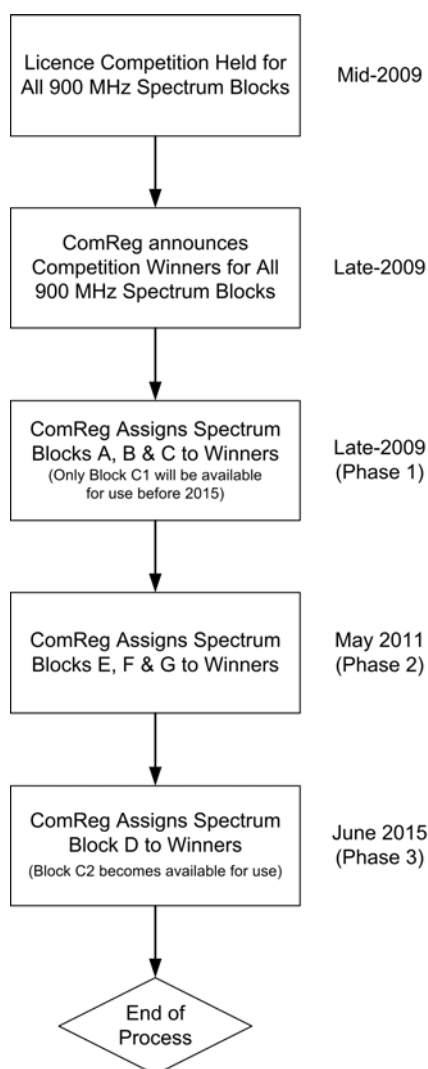 Licence Competition Held for
All 900 MHz Spectrum Blocks
Mid-2009
ComReg announces
Competition Winners for All
900 MHz Spectrum Blocks
Late-2009
ComReg Assigns Spectrum
Blocks A, B & C to Winners
(Only Block C1 will be available
for use before 2015)
Late-2009
(Phase 1)
ComReg Assigns Spectrum
Blocks E, F & G to Winners
May 2011
(Phase 2)
ComReg Assigns Spectrum
Block D to Winners
(Block C2 becomes available for use)
June 2015
(Phase 3)
End of
Process